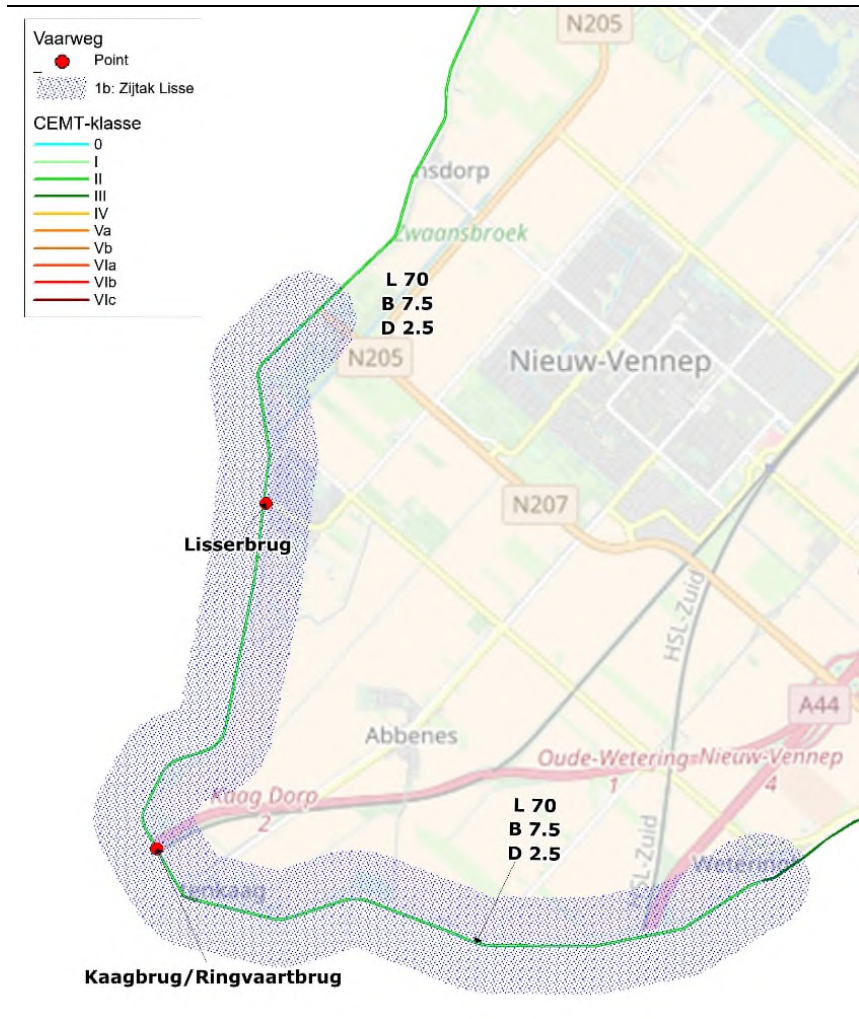 Vaarweg
Point
1b: Zijtak Lisse
CEMT-klasse
0
I
II
III
IV
Va
Vb
VIa
VIb
VIc
N205
nsdorp
Zwaansbroek
L 70
B 7.5
D 2.5
N205
Nieuw-Vennep
N207
Lisserbrug
HSL-Zuid
A44
Abbenes
Oude-Wetering
Nieuw-Vennep
1
4
Kaag Dorp
2
L 70
B 7.5
D 2.5
HSL-Zuid
Wetering
tenkaag
Kaagbrug/Ringvaartbrug